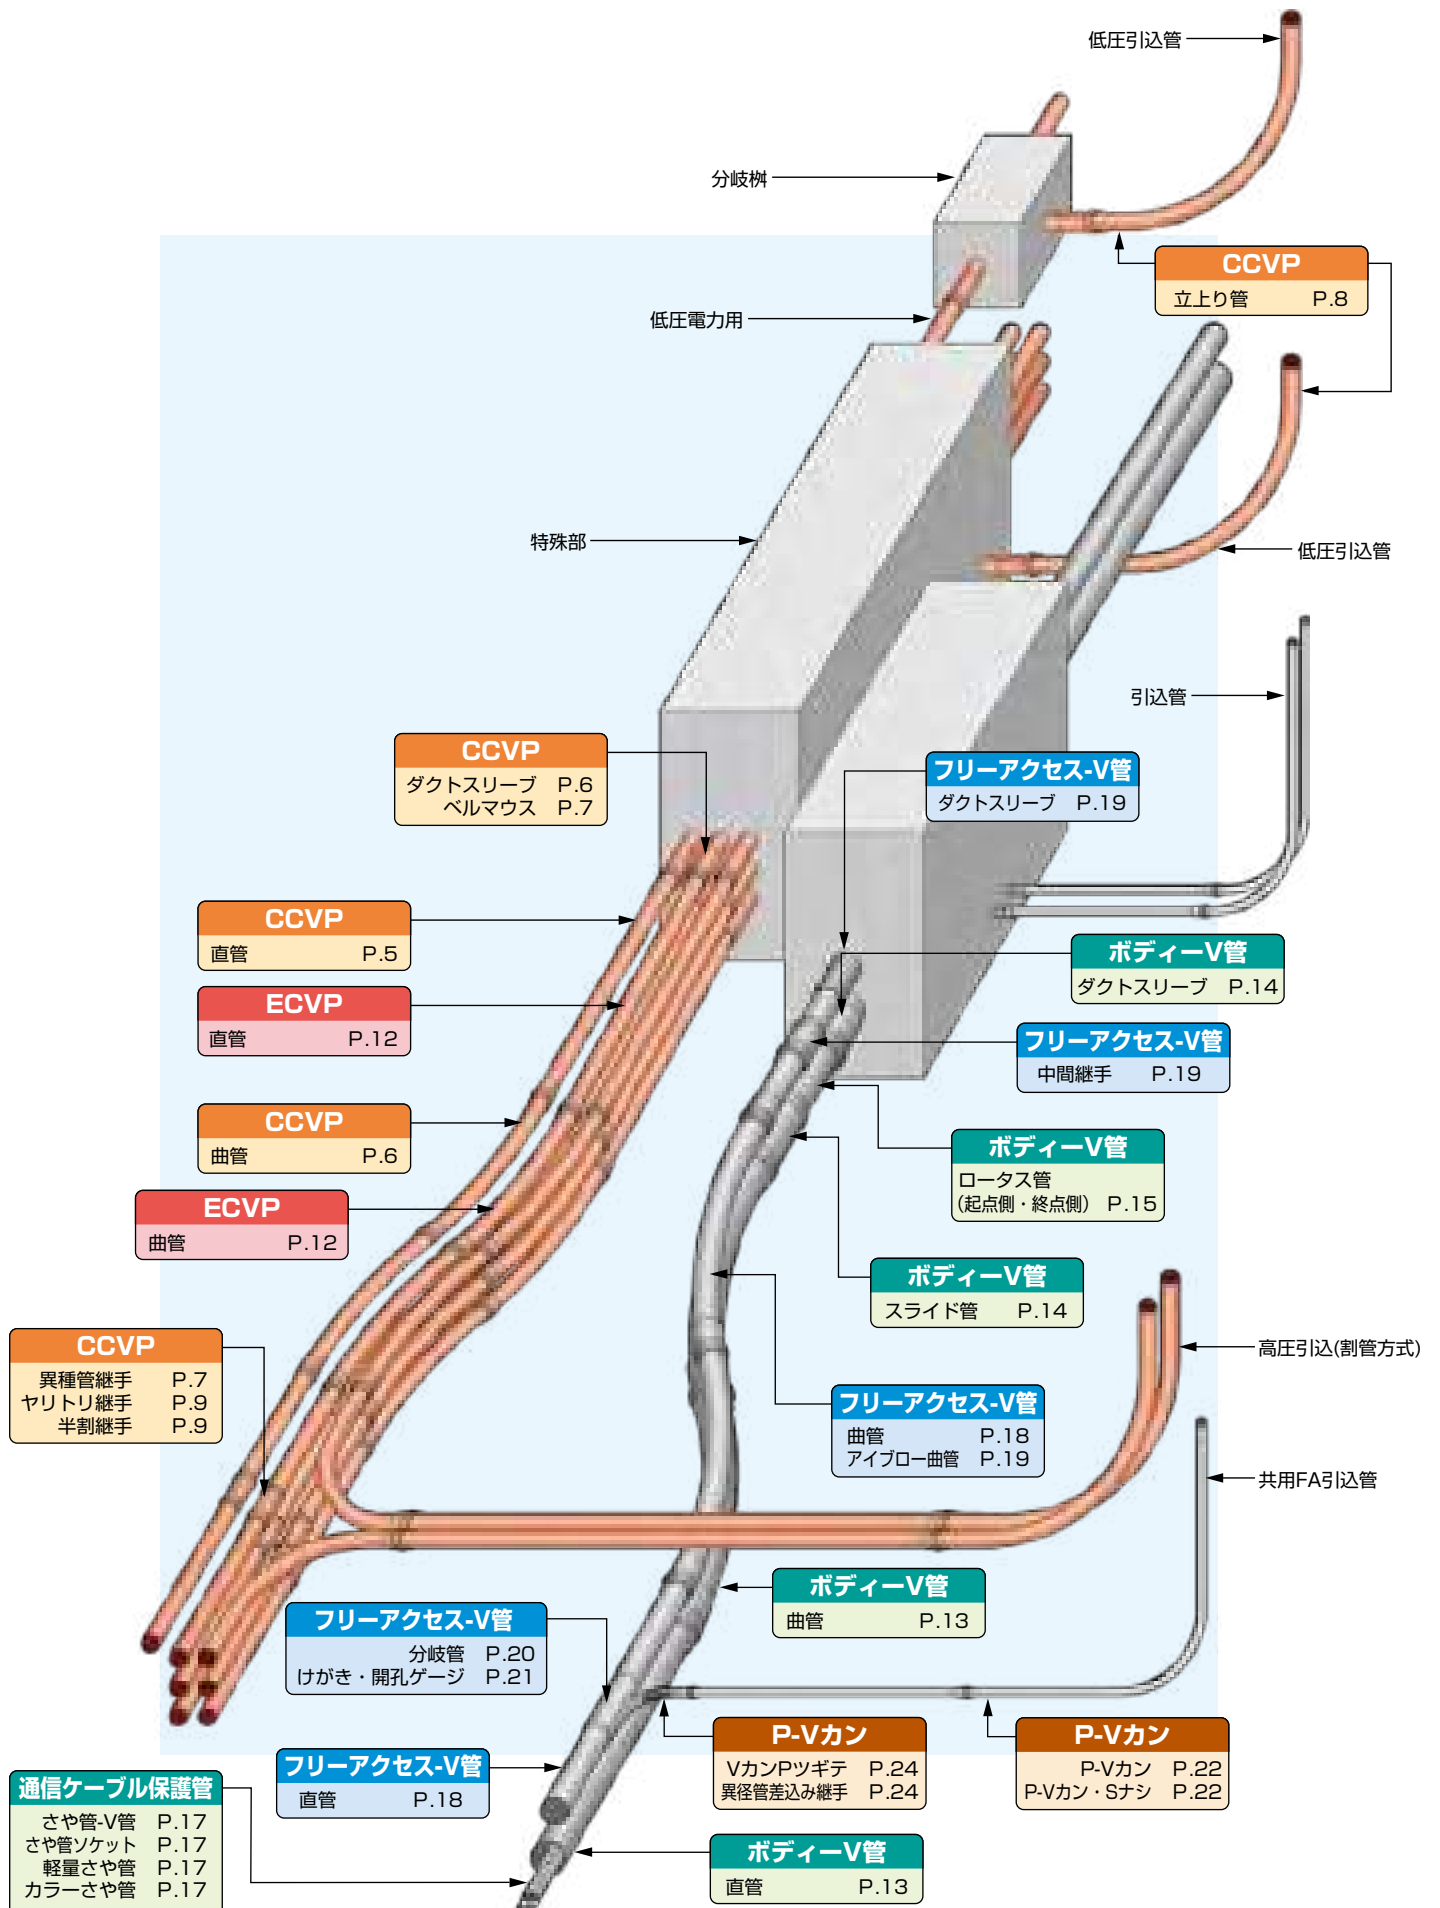 低圧引込管
分岐桝
CCVP
立上り管 P.8
低圧電力用
特殊部
低圧引込管
引込管
CCVP
ダクトスリーブ P.6
ベルマウス P.7
フリーアクセス-V管
ダクトスリーブ P.19
CCVP
直管 P.5
ボディーV管
ダクトスリーブ P.14
ECVP
直管 P.12
フリーアクセス-V管
中間継手 P.19
CCVP
曲管 P.6
ボディーV管
ロータス管
(起点側・終点側) P.15
ECVP
曲管 P.12
ボディーV管
スライド管 P.14
CCVP
異種管継手 P.7
ヤリトリ継手 P.9
半割継手 P.9
高圧引込(割管方式)
フリーアクセス-V管
曲管 P.18
アイブロー曲管 P.19
共用FA引込管
ボディーV管
曲管 P.13
フリーアクセス-V管
分岐管 P.20
けがき・開孔ゲージ P.21
P-Vカン
VカンPツギテ P.24
異径管差込み継手 P.24
P-Vカン
P-Vカン P.22
P-Vカン・Sナシ P.22
フリーアクセス-V管
直管 P.18
通信ケーブル保護管
さや管-V管 P.17
さや管ソケット P.17
軽量さや管 P.17
カラーさや管 P.17
ボディーV管
直管 P.13